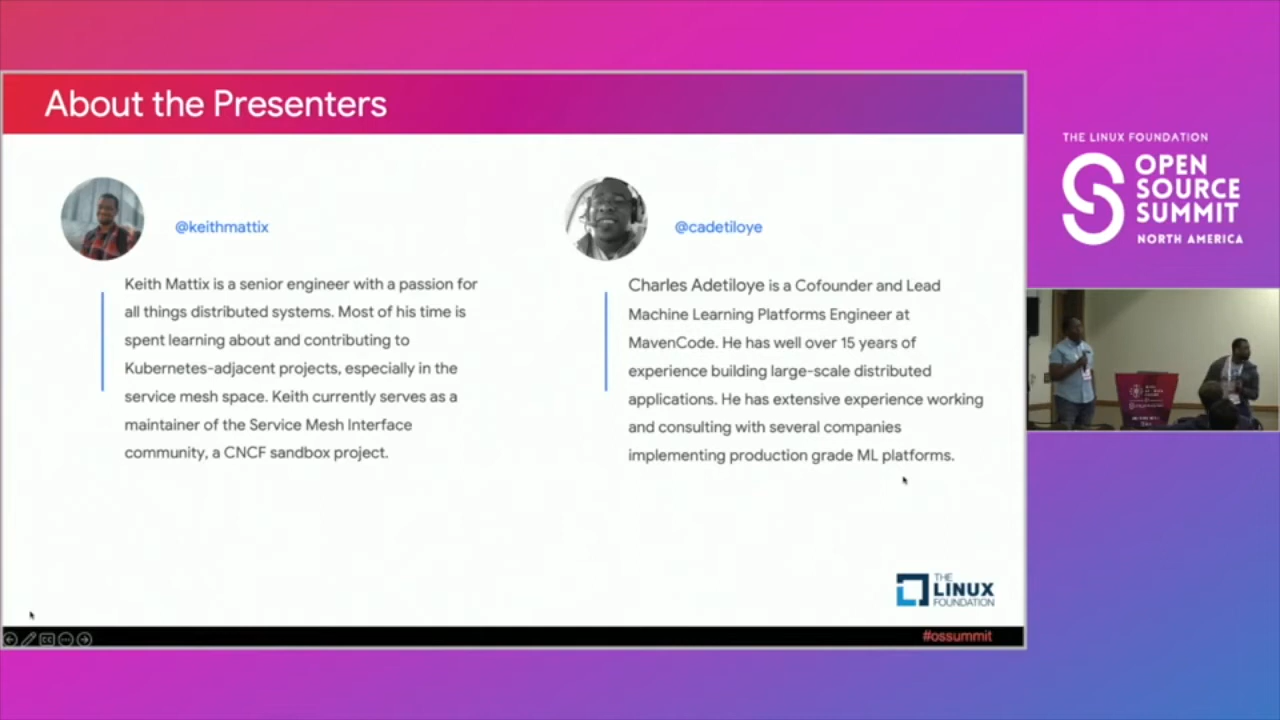 About the Presenters
@keithmattix
Keith Mattix is a senior engineer with a passion for
all things distributed systems. Most of his time is
spent learning about and contributing to
Kubernetes-adjacent projects, especially in the
service mesh space. Keith currently serves as a
maintainer of the Service Mesh Interface
community, a CNCF sandbox project.
@cadetiloye
Charles Adetiloye is a Cofounder and Lead
Machine Learning Platforms Engineer at
MavenCode. He has well over 15 years of
experience building large-scale distributed
applications. He has extensive experience working
and consulting with several companies
implementing production grade ML platforms.
THE
LINUX
FOUNDATION
CC
#ossummit
THE LINUX FOUNDATION
OPEN
SOURCE
SUMMIT
NORTH AMERICA